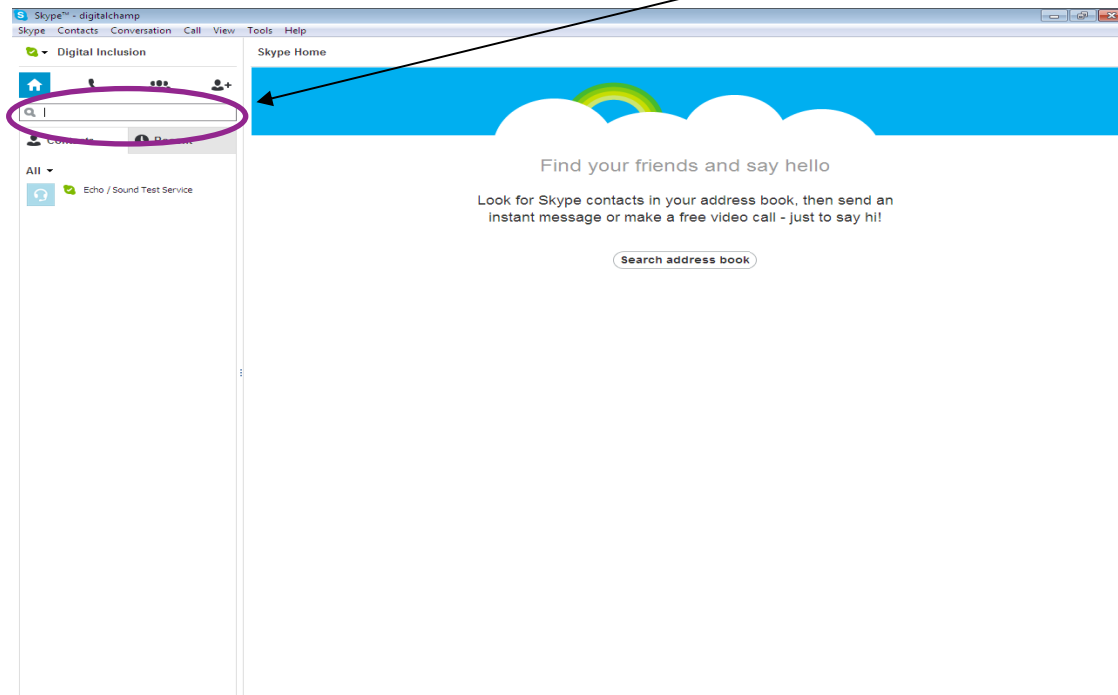 Skype™ - digitalchamp
Skype Contacts Conversation Call View Tools Help
Digital Inclusion
Skype Home
Contacts Recent
All
Echo / Sound Test Service
Find your friends and say hello
Look for Skype contacts in your address book, then send an
instant message or make a free video call - just to say hi!
Search address book